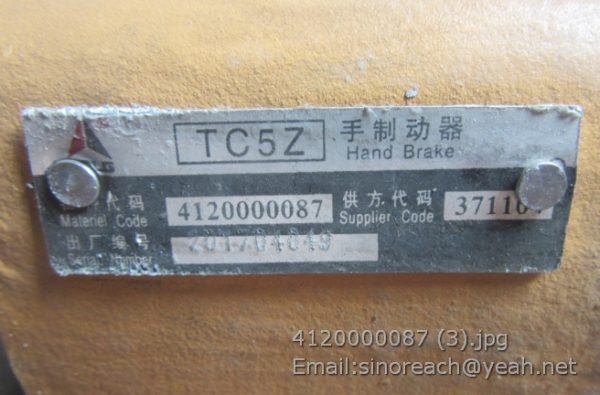 TC5Z 手制动器
Hand Brake
代码 4120000087 供方代码
Materiel Code Supplier Code
出厂编号
Serial Number
4120000087 (3).jpg
Email:sinoreach@yeah.net